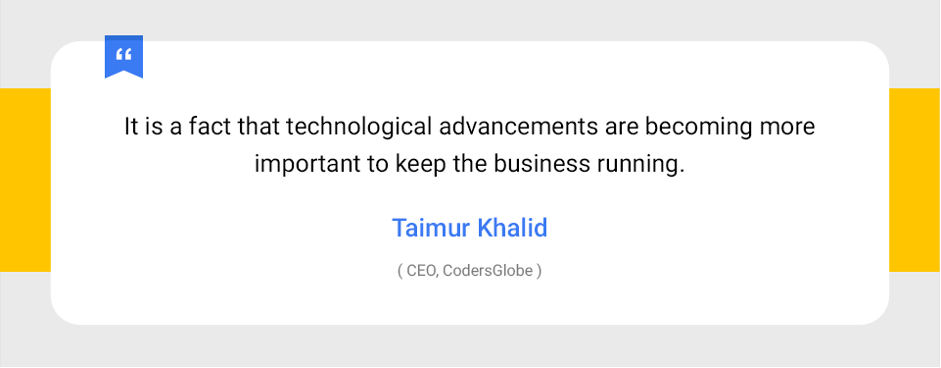 “
It is a fact that technological advancements are becoming more
important to keep the business running.
Taimur Khalid
( CEO, CodersGlobe )